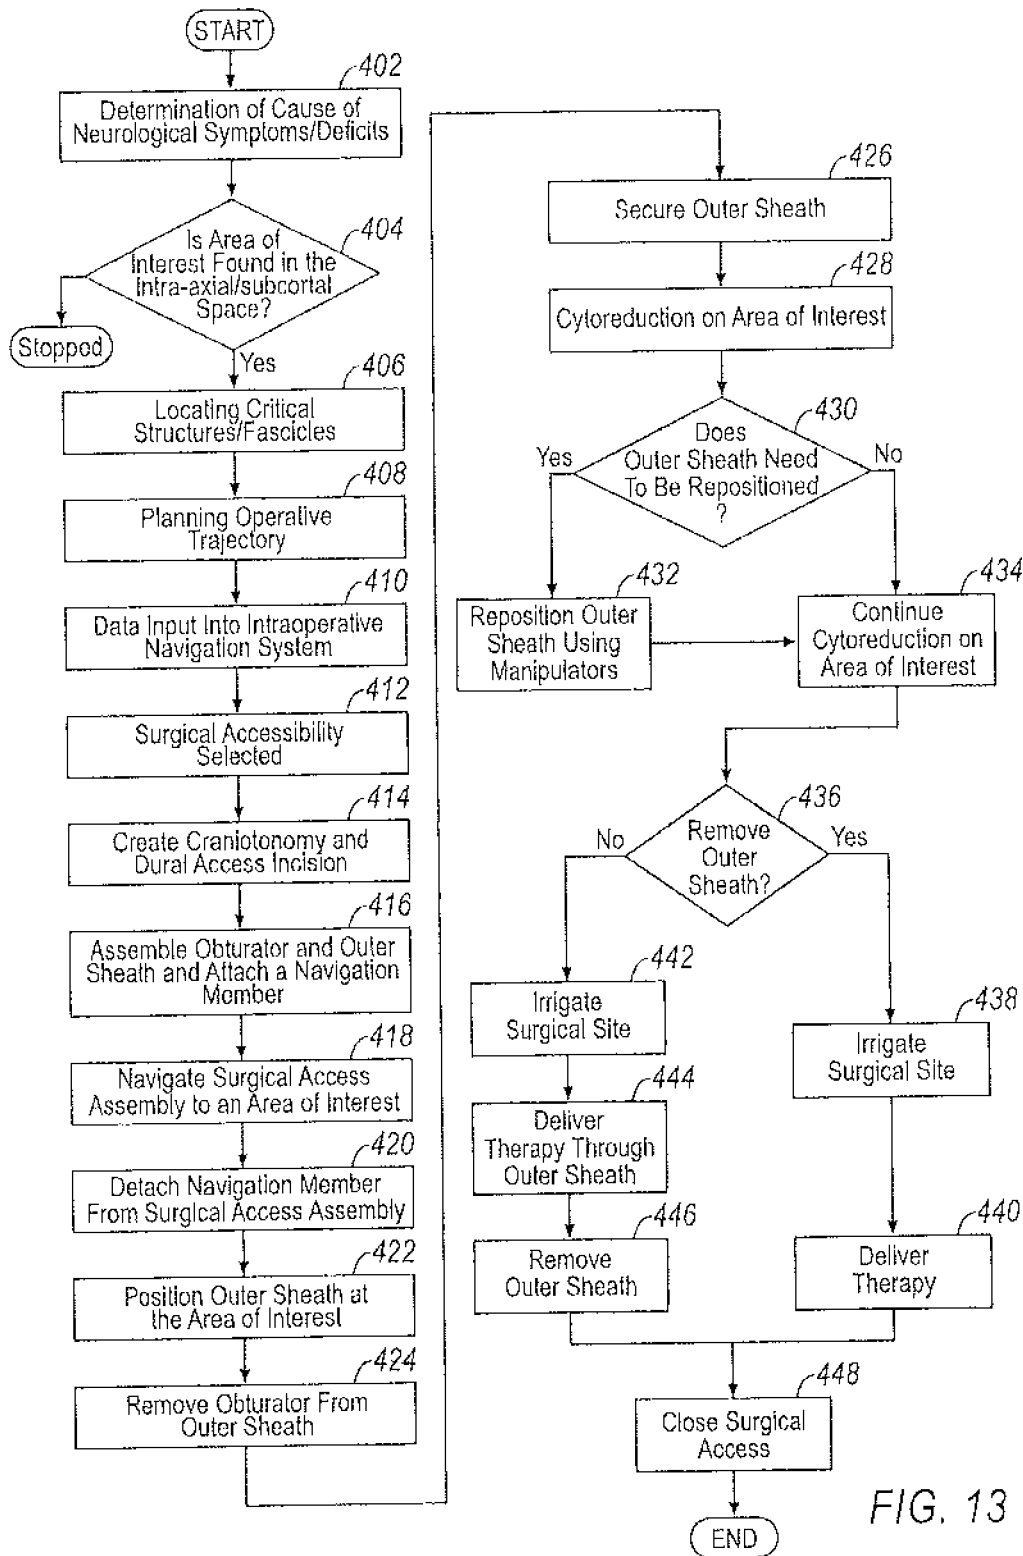 START
402
Determination of Cause of
Neurological Symptoms/Deficits
404
Is Area of
Interest Found in the
Intra-axial/subcortal
Space?
Stopped
Yes
406
Locating Critical
Structures/Fascicles
408
Planning Operative
Trajectory
410
Data Input Into Intraoperative
Navigation System
412
Surgical Accessibility
Selected
414
Create Craniotonomy and
Dural Access Incision
416
Assemble Obturator and Outer
Sheath and Attach a Navigation
Member
418
Navigate Surgical Access
Assembly to an Area of Interest
420
Detach Navigation Member
From Surgical Access Assembly
422
Position Outer Sheath at
the Area of Interest
424
Remove Obturator From
Outer Sheath
426
Secure Outer Sheath
428
Cytoreduction on Area of Interest
430
Does
Outer Sheath Need
To Be Repositioned
?
Yes
No
432
Reposition Outer
Sheath Using
Manipulators
434
Continue
Cytoreduction on
Area of Interest
436
Remove
Outer
Sheath?
No
Yes
442
Irrigate
Surgical Site
444
Deliver
Therapy Through
Outer Sheath
446
Remove
Outer Sheath
438
Irrigate
Surgical Site
440
Deliver
Therapy
448
Close Surgical
Access
END
FIG. 13